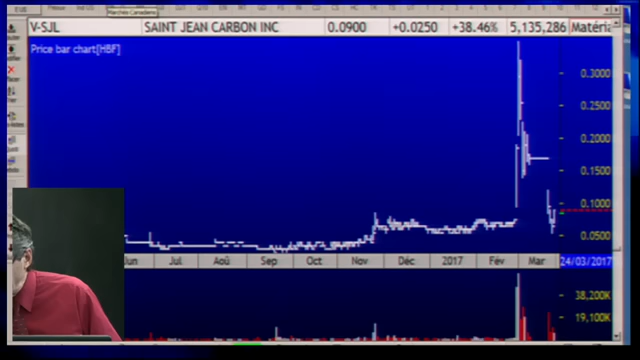 Marchés Canadiens
V-SJL SAINT JEAN CARBON INC 0.0900 +0.0250 +38.46% 5,135,286 Matéria
Price bar chart[HBF]
0.3000
0.2000
0.1500
0.1000
0.0500
Jun Jul Aoû Sep Oct Nov Déc 2017 Fév Mar 24/03/2017
38,200K
19,100K